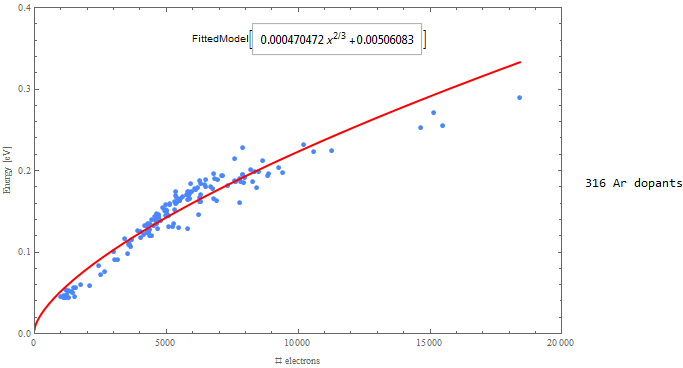 0.4
FittedModel[ 0.000470472 x^2/3 + 0.00506083 ]
0.3
Energy [eV]
0.2
316 Ar dopants
0.1
0.0
0 5000 10000 15000 20000
# electrons